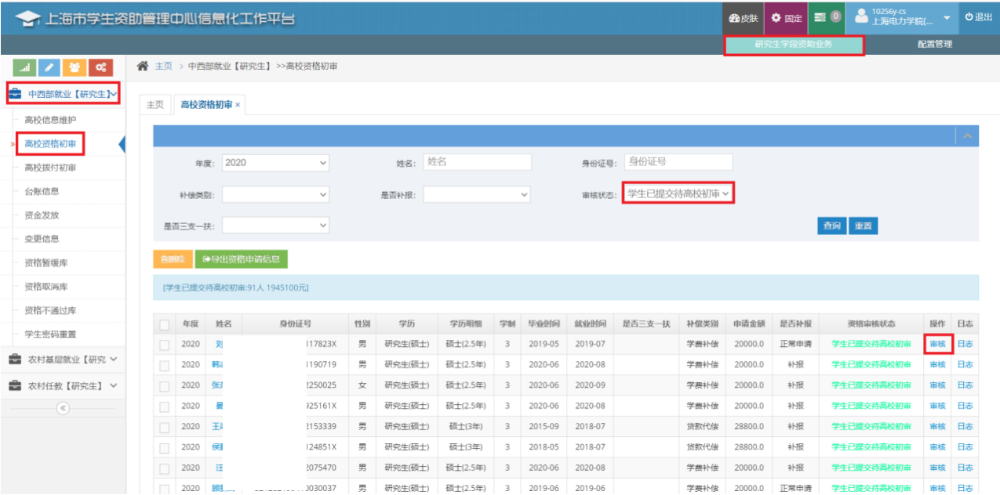 上海市学生资助管理中心信息化工作平台
皮肤 固定 0 10256y-cs 上海电力学院(... 退出
研究生学段资助业务 配置管理
主页 > 中西部就业【研究生】 >>高校资格初审
中西部就业【研究生】
高校信息维护
高校资格初审
高校拨付初审
台账信息
资金发放
变更信息
资格暂缓库
资格取消库
资格不通过库
学生密码重置
农村基层就业【研究
农村任教【研究生】
主页 高校资格初审 ×
年度: 2020 姓名: 姓名 身份证号: 身份证号
补偿类别: 是否补报: 审核状态: 学生已提交待高校初审
是否三支一扶: 查询 重置
删除 导出资格申请信息
[学生已提交待高校初审:91人 1945100元]
年度 姓名 身份证号 性别 学历 学历明细 学制 毕业时间 就业时间 是否三支一扶 补偿类别 申请金额 是否补报 资格审核状态 操作 日志
2020 刘 117823X 男 研究生(硕士) 硕士(2.5年) 3 2019-05 2019-07 学费补偿 20000.0 正常申请 学生已提交待高校初审 审核 日志
2020 1190719 男 研究生(硕士) 硕士(2.5年) 3 2020-06 2020-08 学费补偿 20000.0 补报 学生已提交待高校初审 审核 日志
2020 张 2250025 女 研究生(硕士) 硕士(2.5年) 3 2020-06 2020-09 学费补偿 20000.0 补报 学生已提交待高校初审 审核 日志
2020 925161X 男 研究生(硕士) 硕士(2.5年) 3 2020-06 2020-08 学费补偿 20000.0 补报 学生已提交待高校初审 审核 日志
2020 王 2153339 男 研究生(硕士) 硕士(3年) 3 2015-09 2018-07 贷款代偿 28800.0 补报 学生已提交待高校初审 审核 日志
2020 侯 124851X 男 研究生(硕士) 硕士(3年) 3 2018-05 2018-07 贷款代偿 28800.0 补报 学生已提交待高校初审 审核 日志
2020 汪 2075470 男 研究生(硕士) 硕士(2.5年) 3 2020-06 2020-08 学费补偿 20000.0 补报 学生已提交待高校初审 审核 日志
2020 顾 0030037 男 研究生(硕士) 硕士(2.5年) 3 2019-06 2019-06 学费补偿 20000.0 正常申请 学生已提交待高校初审 审核 日志